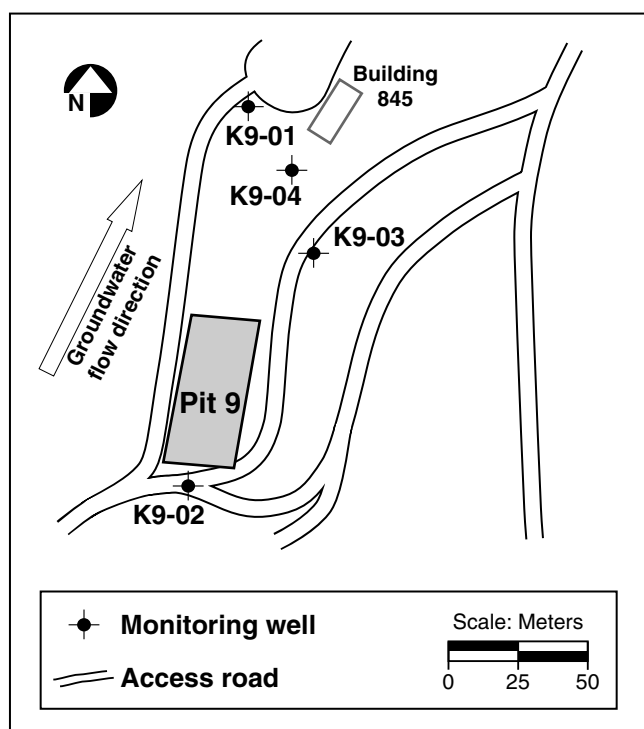 Building
845
N
K9-01
K9-04
K9-03
Groundwater
flow direction
Pit 9
K9-02
Monitoring well
Access road
Scale: Meters
0 25 50